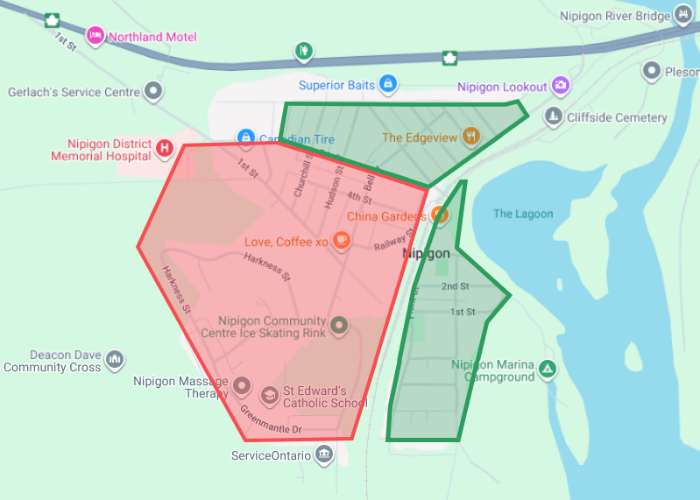 Nipigon River Bridge
Northland Motel
1st St
Superior Baits
Nipigon Lookout
Gerlach's Service Centre
Cliffside Cemetery
Canadian Tire
The Edgeview
Nipigon District
Memorial Hospital
1st St
Churchill St
Hudson St
Bell
4th St
China Gardens
The Lagoon
Love, Coffee xo
Railway St
Nipigon
Harkness St
Harkness St
2nd St
1st St
Nipigon Community
Centre Ice Skating Rink
Deacon Dave
Community Cross
Nipigon Marina
Campground
Nipigon Massage
Therapy
St Edward's
Catholic School
Greenmantle Dr
ServiceOntario